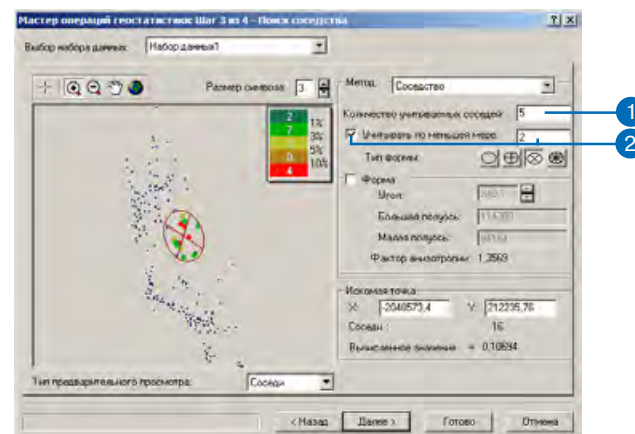 Мастер операций геостатистики: Шаг 3 из 4 - Поиск соседства
Выбор набора данных: Набор данных1
Размер символа: 3
Метод: Соседство
Количество учитываемых соседей: 5
1
Учитывать по меньшей мере: 2
2
Тип формы:
Форма
Угол:
Большая полуось:
Малая полуось:
Фактор анизотропии: 1,3569
2
7
0
4
1%
3%
5%
10%
Искомая точка
X: -2048573,4 Y: 212235,76
Соседи : 16
Вычисленное значение = 0,10694
Тип предварительного просмотра: Соседи
< Назад
Далее >
Готово
Отмена